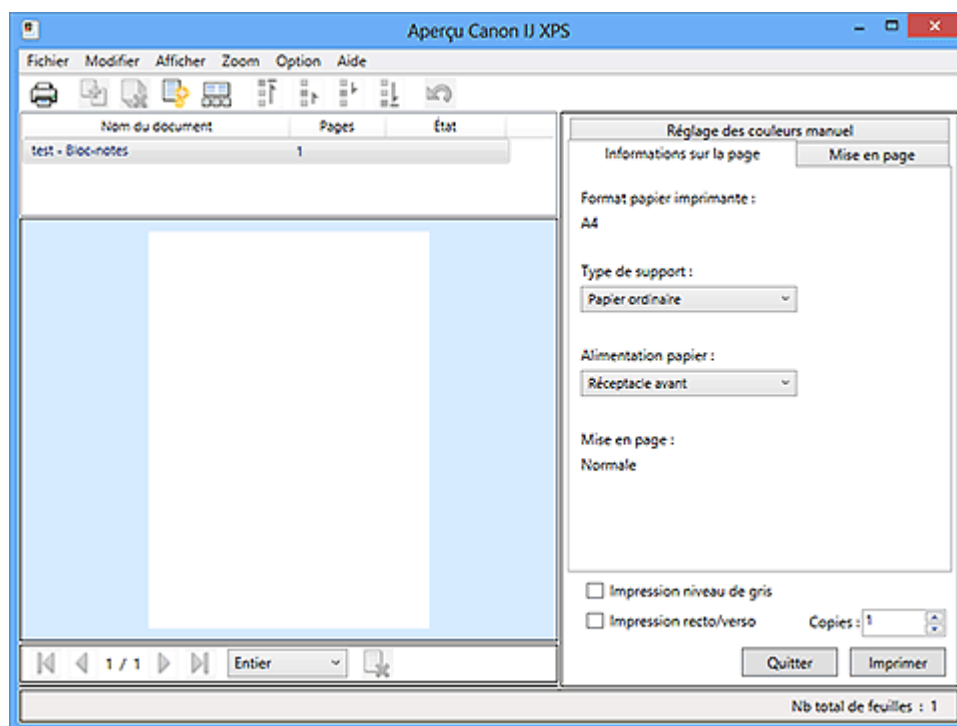 Aperçu Canon IJ XPS
Fichier Modifier Afficher Zoom Option Aide
Nom du document Pages État
test - Bloc-notes 1
Réglage des couleurs manuel
Informations sur la page Mise en page
Format papier imprimante :
A4
Type de support :
Papier ordinaire
Alimentation papier :
Réceptacle avant
Mise en page :
Normale
Impression niveau de gris
Impression recto/verso Copies : 1
1 / 1 Entier
Quitter Imprimer
Nb total de feuilles : 1